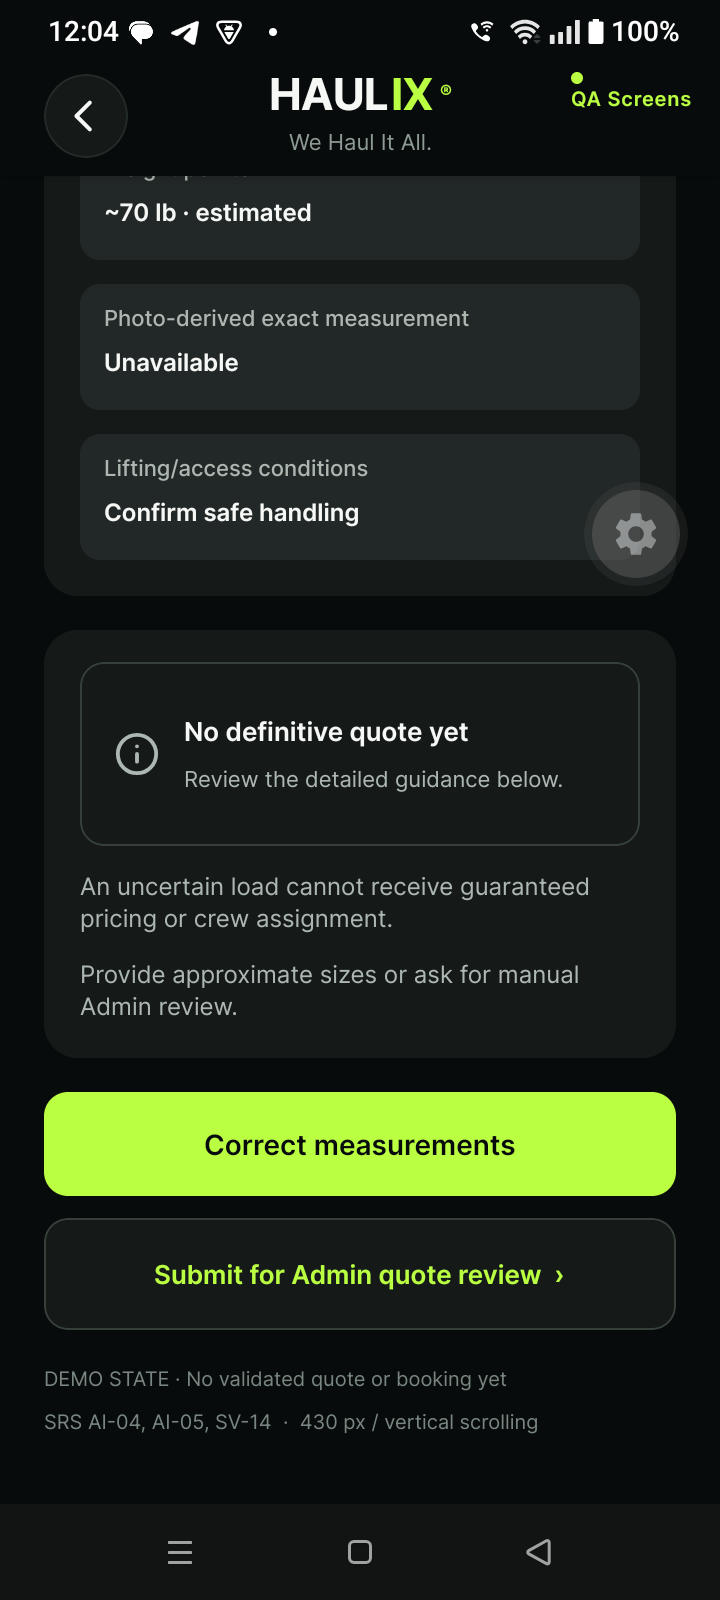 12:04
100%
HAULIX ®
QA Screens
We Haul It All.
~70 lb · estimated
Photo-derived exact measurement
Unavailable
Lifting/access conditions
Confirm safe handling
No definitive quote yet
Review the detailed guidance below.
An uncertain load cannot receive guaranteed
pricing or crew assignment.
Provide approximate sizes or ask for manual
Admin review.
Correct measurements
Submit for Admin quote review ›
DEMO STATE · No validated quote or booking yet
SRS AI-04, AI-05, SV-14 · 430 px / vertical scrolling